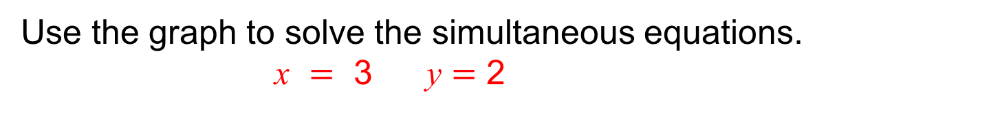 Use the graph to solve the simultaneous equations.
x = 3 y = 2